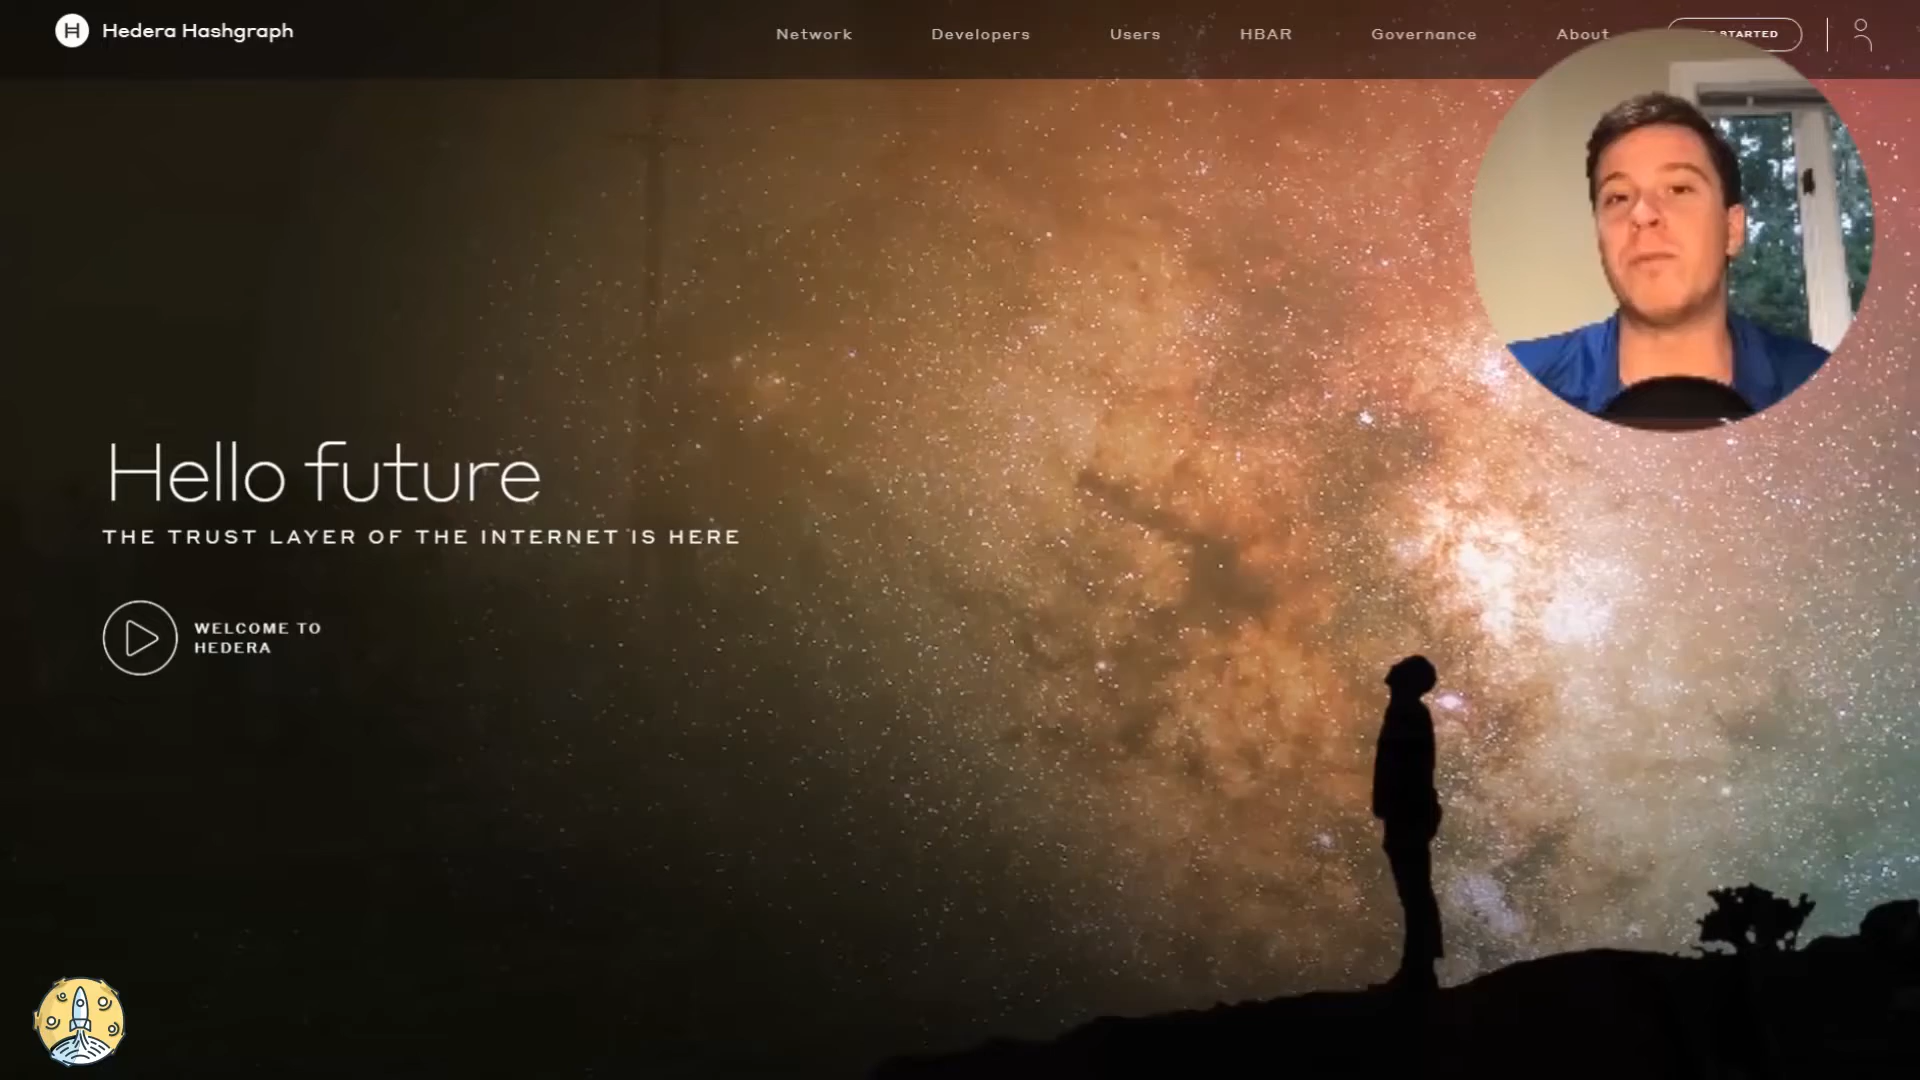 Hedera Hashgraph
Network
Developers
Users
HBAR
Governance
About
STARTED
Hello future
THE TRUST LAYER OF THE INTERNET IS HERE
WELCOME TO
HEDERA